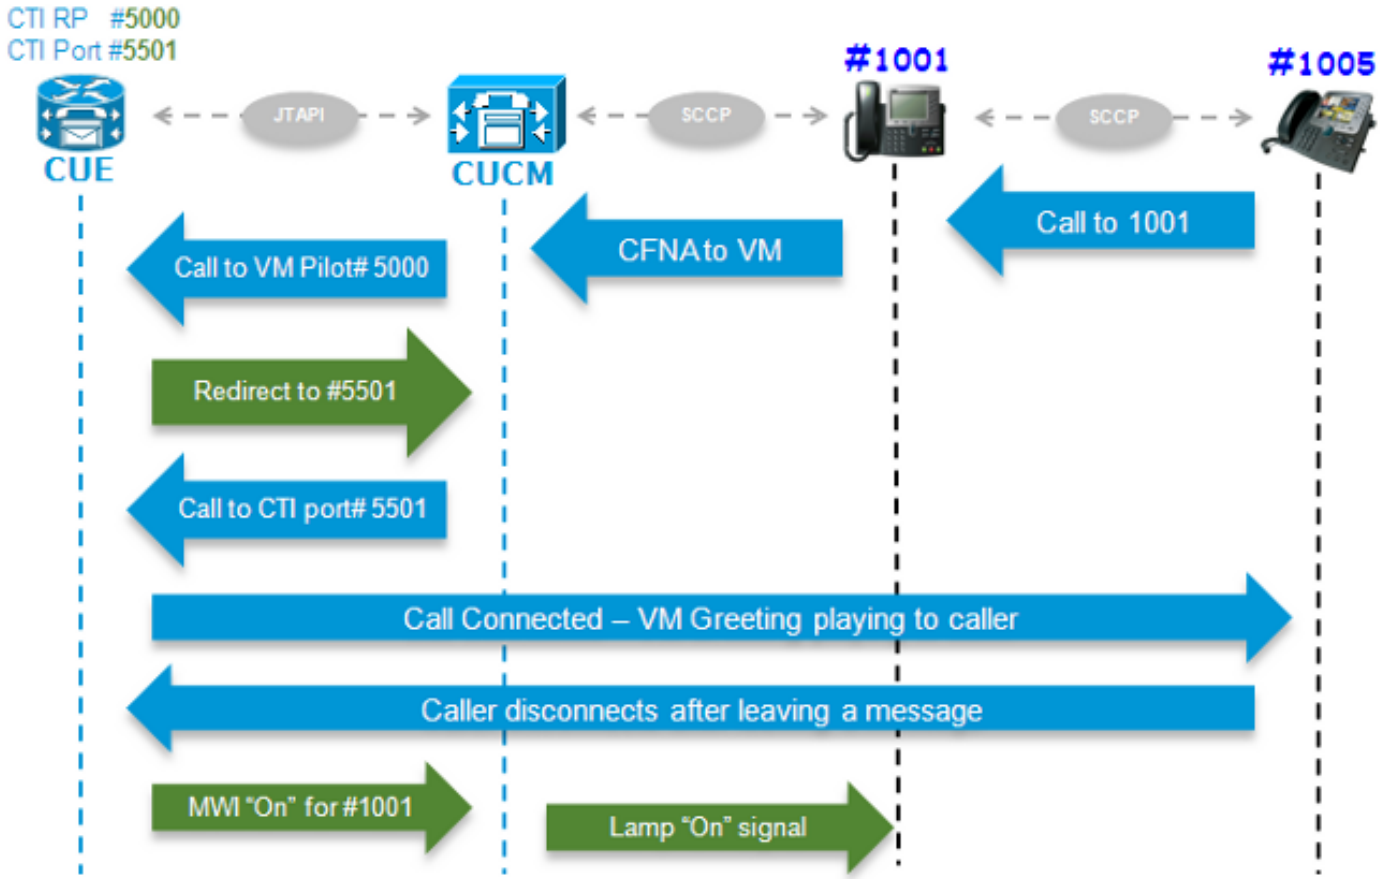 CTI RP #5000
CTI Port #5501
#1001
#1005
JTAPI
SCCP
SCCP
CUE
CUCM
Call to 1001
CFNA to VM
Call to VM Pilot# 5000
Redirect to #5501
Call to CTI port# 5501
Call Connected – VM Greeting playing to caller
Caller disconnects after leaving a message
MWI “On” for #1001
Lamp “On” signal